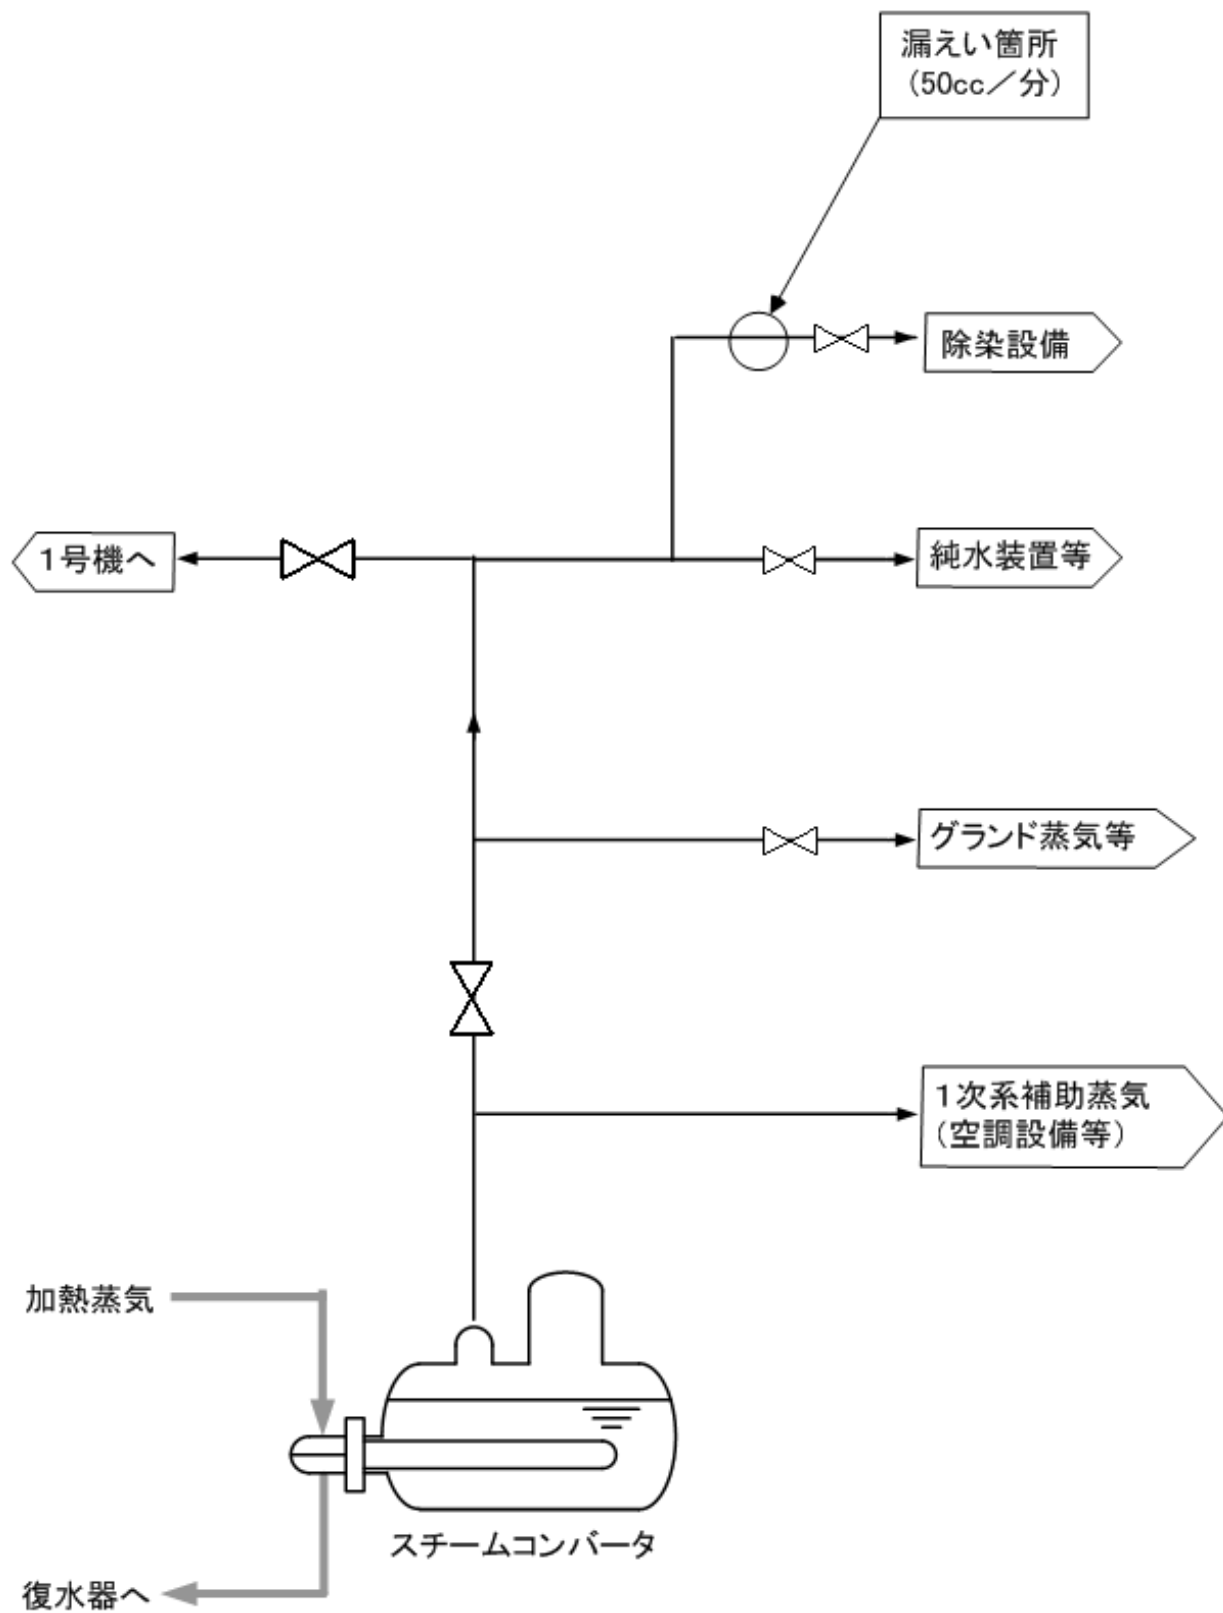 漏えい箇所
（50cc／分）
除染設備
1号機へ
純水装置等
グランド蒸気等
1次系補助蒸気
（空調設備等）
加熱蒸気
スチームコンバータ
復水器へ